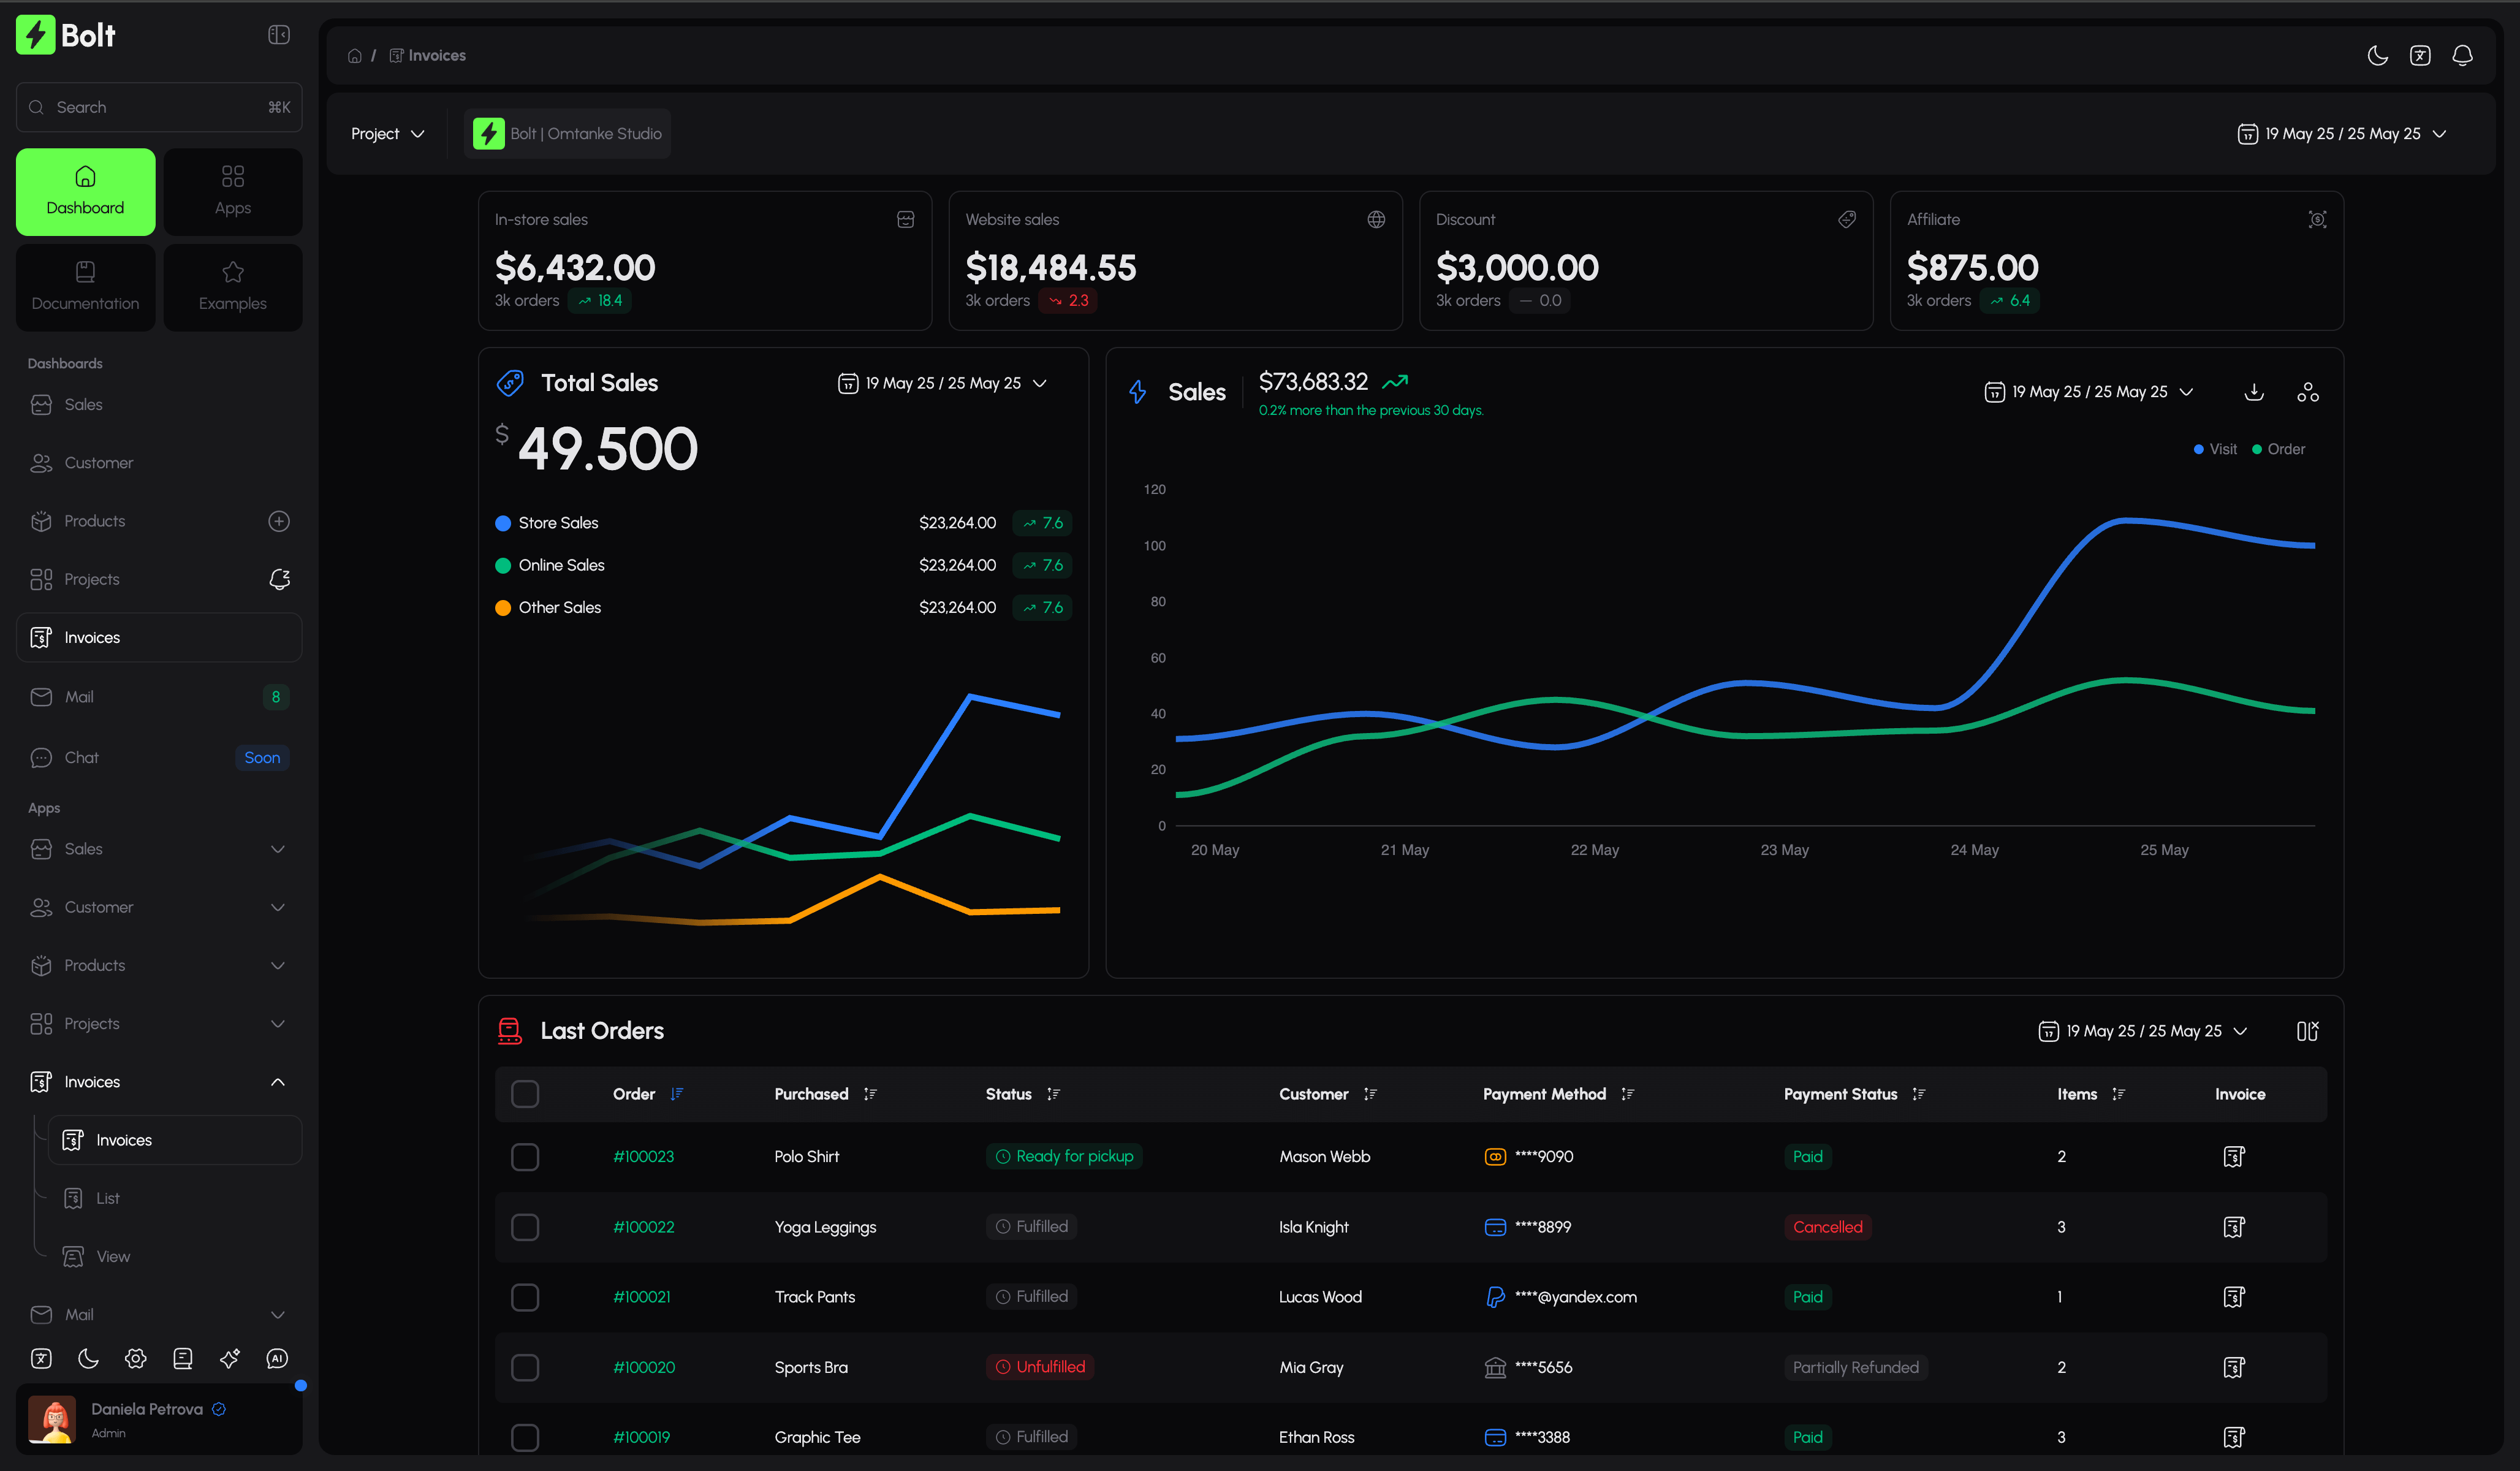 Bolt
Search ⌘K
Dashboard Apps
Documentation Examples
Dashboards
Sales
Customer
Products
Projects
Invoices
Mail 8
Chat Soon
Apps
Sales
Customer
Products
Projects
Invoices
Invoices
List
View
Mail
AI
Daniela Petrova
Admin
/ Invoices
Project Bolt | Omtanke Studio 17 19 May 25 / 25 May 25
In-store sales
$6,432.00
3k orders 18.4
Website sales
$18,484.55
3k orders 2.3
Discount
$3,000.00
3k orders 0.0
Affiliate
$875.00
3k orders 6.4
Total Sales 17 19 May 25 / 25 May 25
$ 49.500
Store Sales $23,264.00 7.6
Online Sales $23,264.00 7.6
Other Sales $23,264.00 7.6
Sales $73,683.32 17 19 May 25 / 25 May 25
0.2% more than the previous 30 days.
Visit Order
120
100
80
60
40
20
0
20 May 21 May 22 May 23 May 24 May 25 May
Last Orders 17 19 May 25 / 25 May 25
Order Purchased Status Customer Payment Method Payment Status Items Invoice
#100023 Polo Shirt Ready for pickup Mason Webb ****9090 Paid 2
#100022 Yoga Leggings Fulfilled Isla Knight ****8899 Cancelled 3
#100021 Track Pants Fulfilled Lucas Wood ****@yandex.com Paid 1
#100020 Sports Bra Unfulfilled Mia Gray ****5656 Partially Refunded 2
#100019 Graphic Tee Fulfilled Ethan Ross ****3388 Paid 3